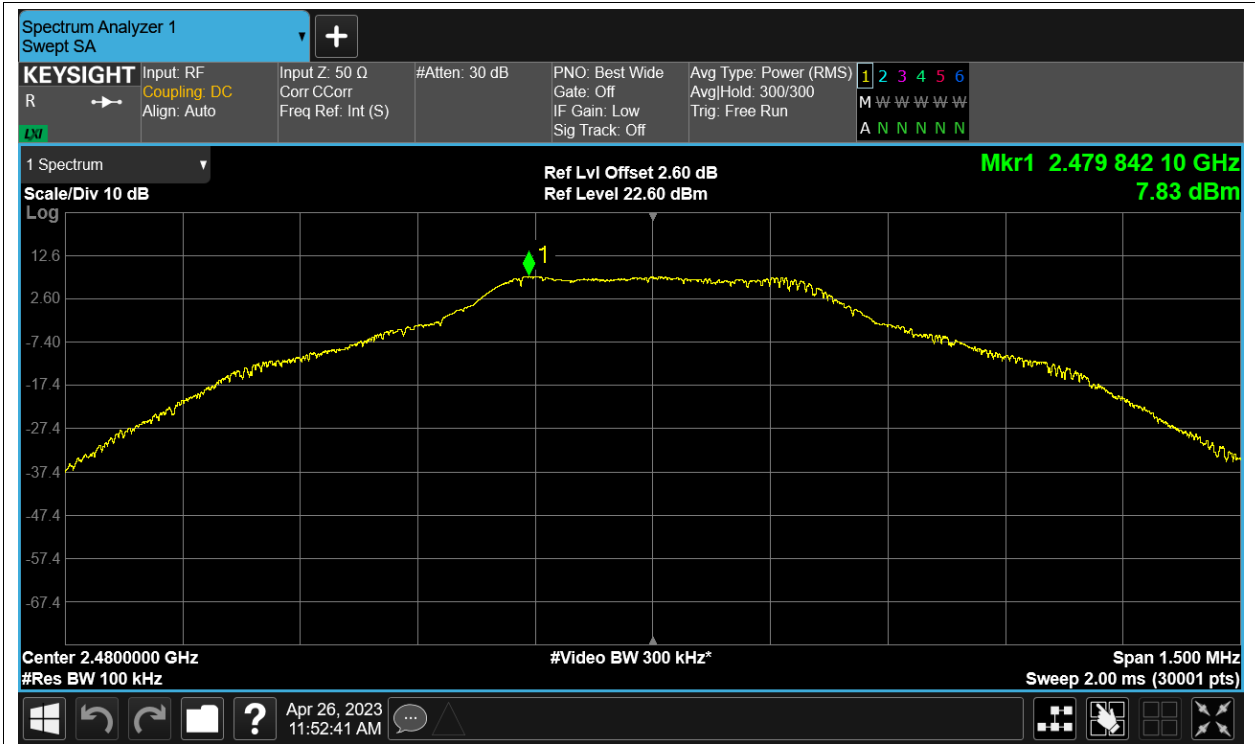 Spectrum Analyzer 1
Swept SA
KEYSIGHT
R
LXI
Input: RF
Coupling: DC
Align: Auto
Input Z: 50 Ω
Corr CCorr
Freq Ref: Int (S)
#Atten: 30 dB
PNO: Best Wide
Gate: Off
IF Gain: Low
Sig Track: Off
Avg Type: Power (RMS)
Avg|Hold: 300/300
Trig: Free Run
1 2 3 4 5 6
M W W W W W
A N N N N N
1 Spectrum
Scale/Div 10 dB
Log
Ref Lvl Offset 2.60 dB
Ref Level 22.60 dBm
Mkr1 2.479 842 10 GHz
7.83 dBm
1
12.6
2.60
-7.40
-17.4
-27.4
-37.4
-47.4
-57.4
-67.4
Center 2.4800000 GHz
#Res BW 100 kHz
#Video BW 300 kHz*
Span 1.500 MHz
Sweep 2.00 ms (30001 pts)
?
Apr 26, 2023
11:52:41 AM